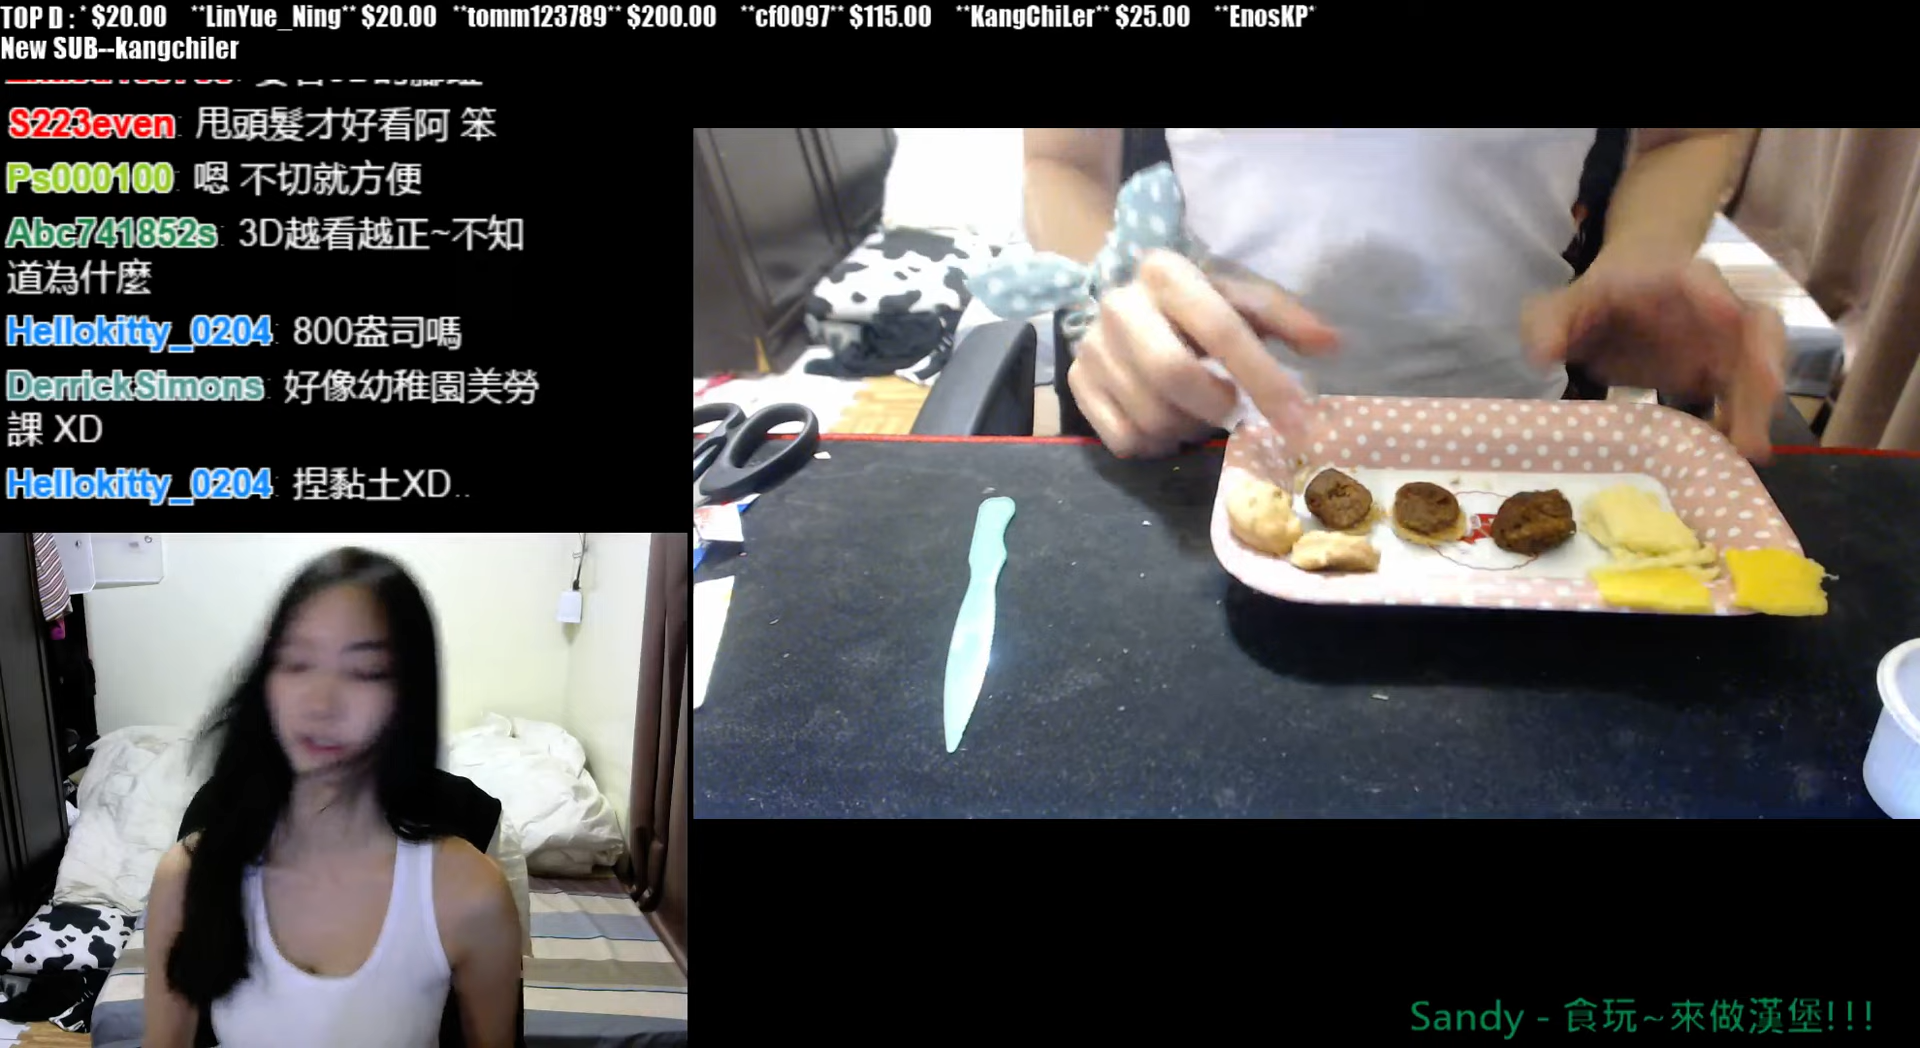 TOP D : * $20.00 **LinYue_Ning** $20.00 **tomm123789** $200.00 **cf0097** $115.00 **KangChiLer** $25.00 **EnosKP*
New SUB--kangchiler
S223even: 甩頭髮才好看阿 笨
Ps000100: 嗯 不切就方便
Abc741852s: 3D越看越正~不知
道為什麼
Hellokitty_0204: 800盎司嗎
DerrickSimons: 好像幼稚園美勞
課 XD
Hellokitty_0204: 捏黏土XD..
Sandy - 食玩~來做漢堡!!!